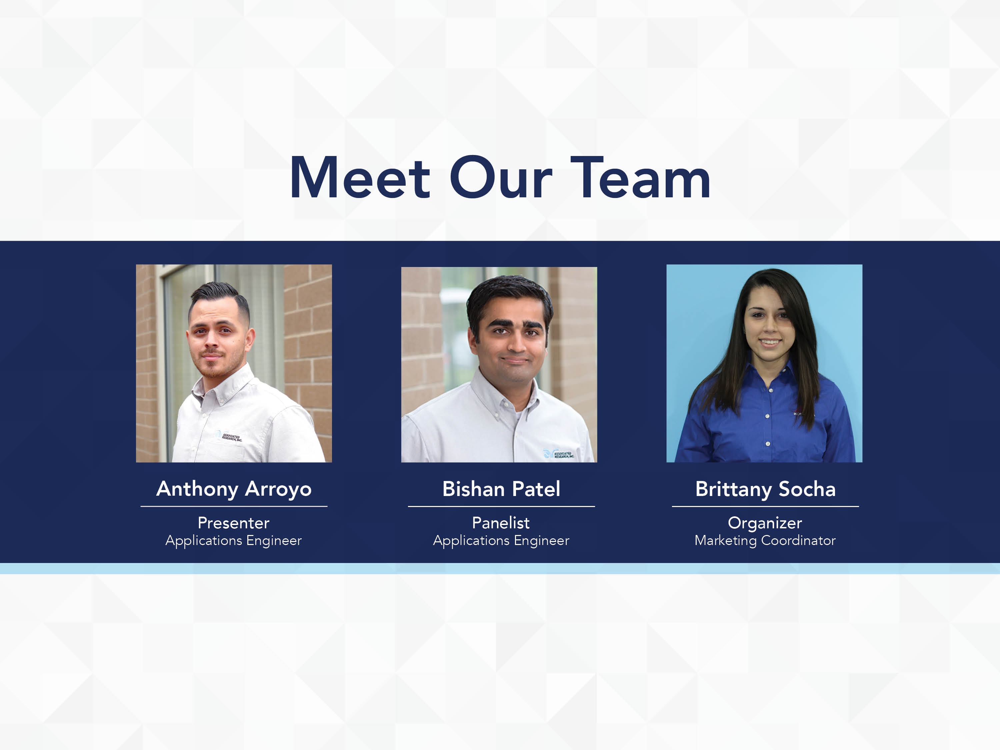 Meet Our Team
ASSOCIATED
RESEARCH, INC.
ASSOCIATED
RESEARCH, INC.
Anthony Arroyo
Bishan Patel
Brittany Socha
Presenter
Panelist
Organizer
Applications Engineer
Applications Engineer
Marketing Coordinator